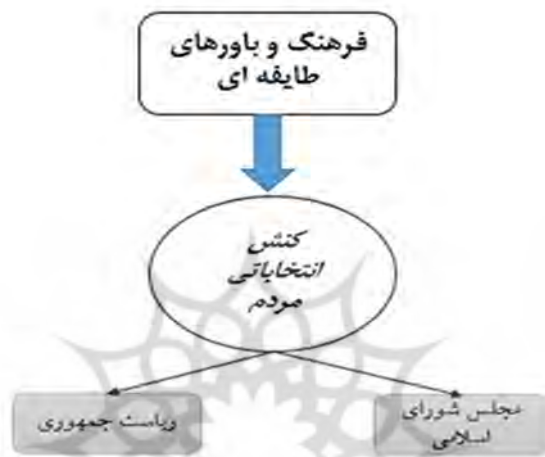 فرهنگ و باورهای
طایفه ای
کنش
انتخاباتی
مردم
مجلس شورای
اسلامی
ریاست جمهوری